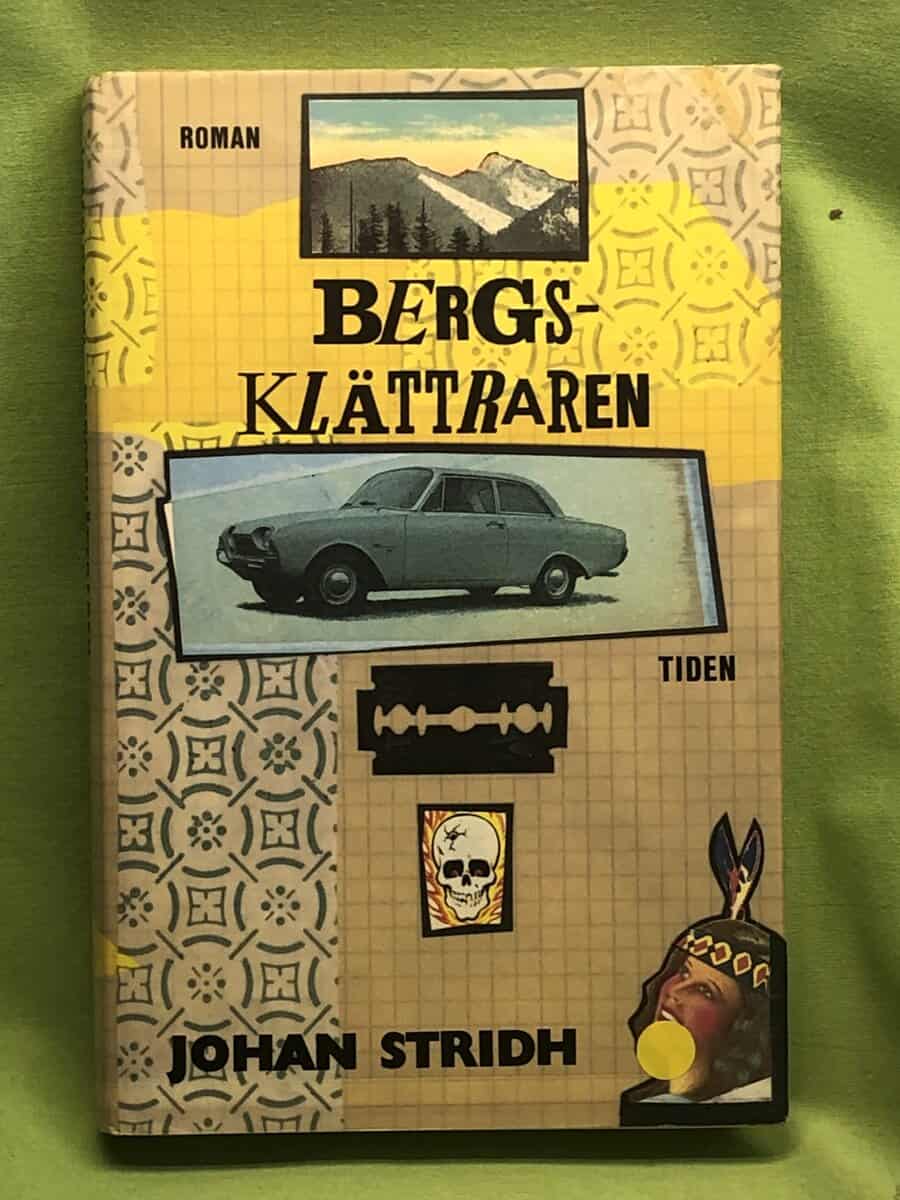 ROMAN
BERGS-
KLÄTTRAREN
TIDEN
JOHAN STRIDH